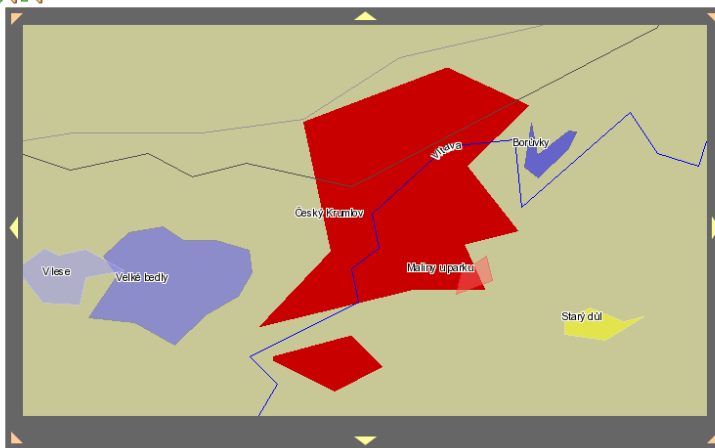 Vltava
Borůvky
Český Krumlov
V lese
Velké bedly
Maliny u parku
Starý důl